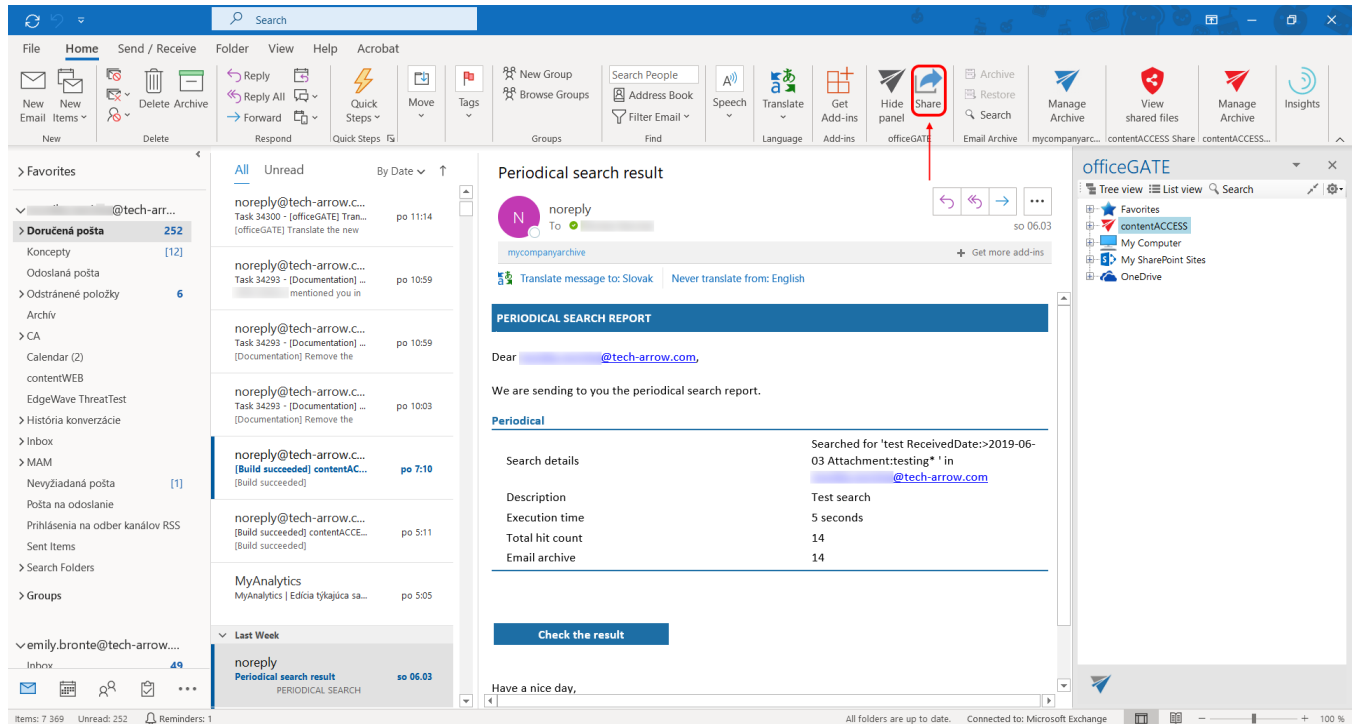 Search
File Home Send / Receive Folder View Help Acrobat
New Email
New Items
Delete Archive
Reply
Reply All
Forward
Quick Steps
Move
Tags
New Group
Browse Groups
Search People
Address Book
Filter Email
Speech
Translate
Get Add-ins
Hide panel
Share
Archive
Restore
Search
Manage Archive
View shared files
Manage Archive
Insights
New Delete Respond Quick Steps Groups Find Language Add-ins officeGATE Email Archive mycompanyarc... contentACCESS Share contentACCESS...
Favorites
@tech-arr...
Doručená pošta 252
Koncepty [12]
Odoslaná pošta
Odstránené položky 6
Archív
CA
Calendar (2)
contentWEB
EdgeWave ThreatTest
História konverzácie
Inbox
MAM
Nevyžiadaná pošta [1]
Pošta na odoslanie
Prihlásenia na odber kanálov RSS
Sent Items
Search Folders
Groups
emily.bronte@tech-arrow....
Inbox 49
All Unread By Date
noreply@tech-arrow.c...
Task 34300 - [officeGATE] Tran... po 11:14
[officeGATE] Translate the new
noreply@tech-arrow.c...
Task 34293 - [Documentation] ... po 10:59
mentioned you in
noreply@tech-arrow.c...
Task 34293 - [Documentation] ... po 10:59
[Documentation] Remove the
noreply@tech-arrow.c...
Task 34293 - [Documentation] ... po 10:03
[Documentation] Remove the
noreply@tech-arrow.c...
[Build succeeded] contentAC... po 7:10
[Build succeeded]
noreply@tech-arrow.c...
[Build succeeded] contentACCE... po 5:11
[Build succeeded]
MyAnalytics
MyAnalytics | Edícia týkajúca sa... po 5:05
Last Week
noreply
Periodical search result so 06.03
PERIODICAL SEARCH
Periodical search result
N
noreply
To
so 06.03
mycompanyarchive
+ Get more add-ins
Translate message to: Slovak Never translate from: English
PERIODICAL SEARCH REPORT
Dear @tech-arrow.com,
We are sending to you the periodical search report.
Periodical
Search details
Searched for 'test ReceivedDate:>2019-06-
03 Attachment:testing* ' in
@tech-arrow.com
Description Test search
Execution time 5 seconds
Total hit count 14
Email archive 14
Check the result
Have a nice day,
officeGATE
Tree view List view Search
Favorites
contentACCESS
My Computer
My SharePoint Sites
OneDrive
Items: 7 369 Unread: 252 Reminders: 1 All folders are up to date. Connected to: Microsoft Exchange 100 %